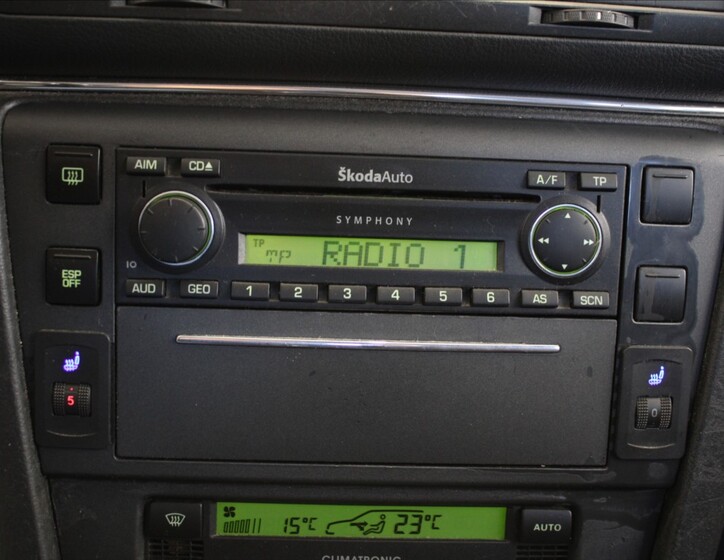 AIM
CD
ŠkodaAuto
A/F
TP
SYMPHONY
TP
RADIO 1
ESP
OFF
IO
AUD
GEO
1
2
3
4
5
6
AS
SCN
5
0
15°C
23°C
AUTO
CLIMATRONIC